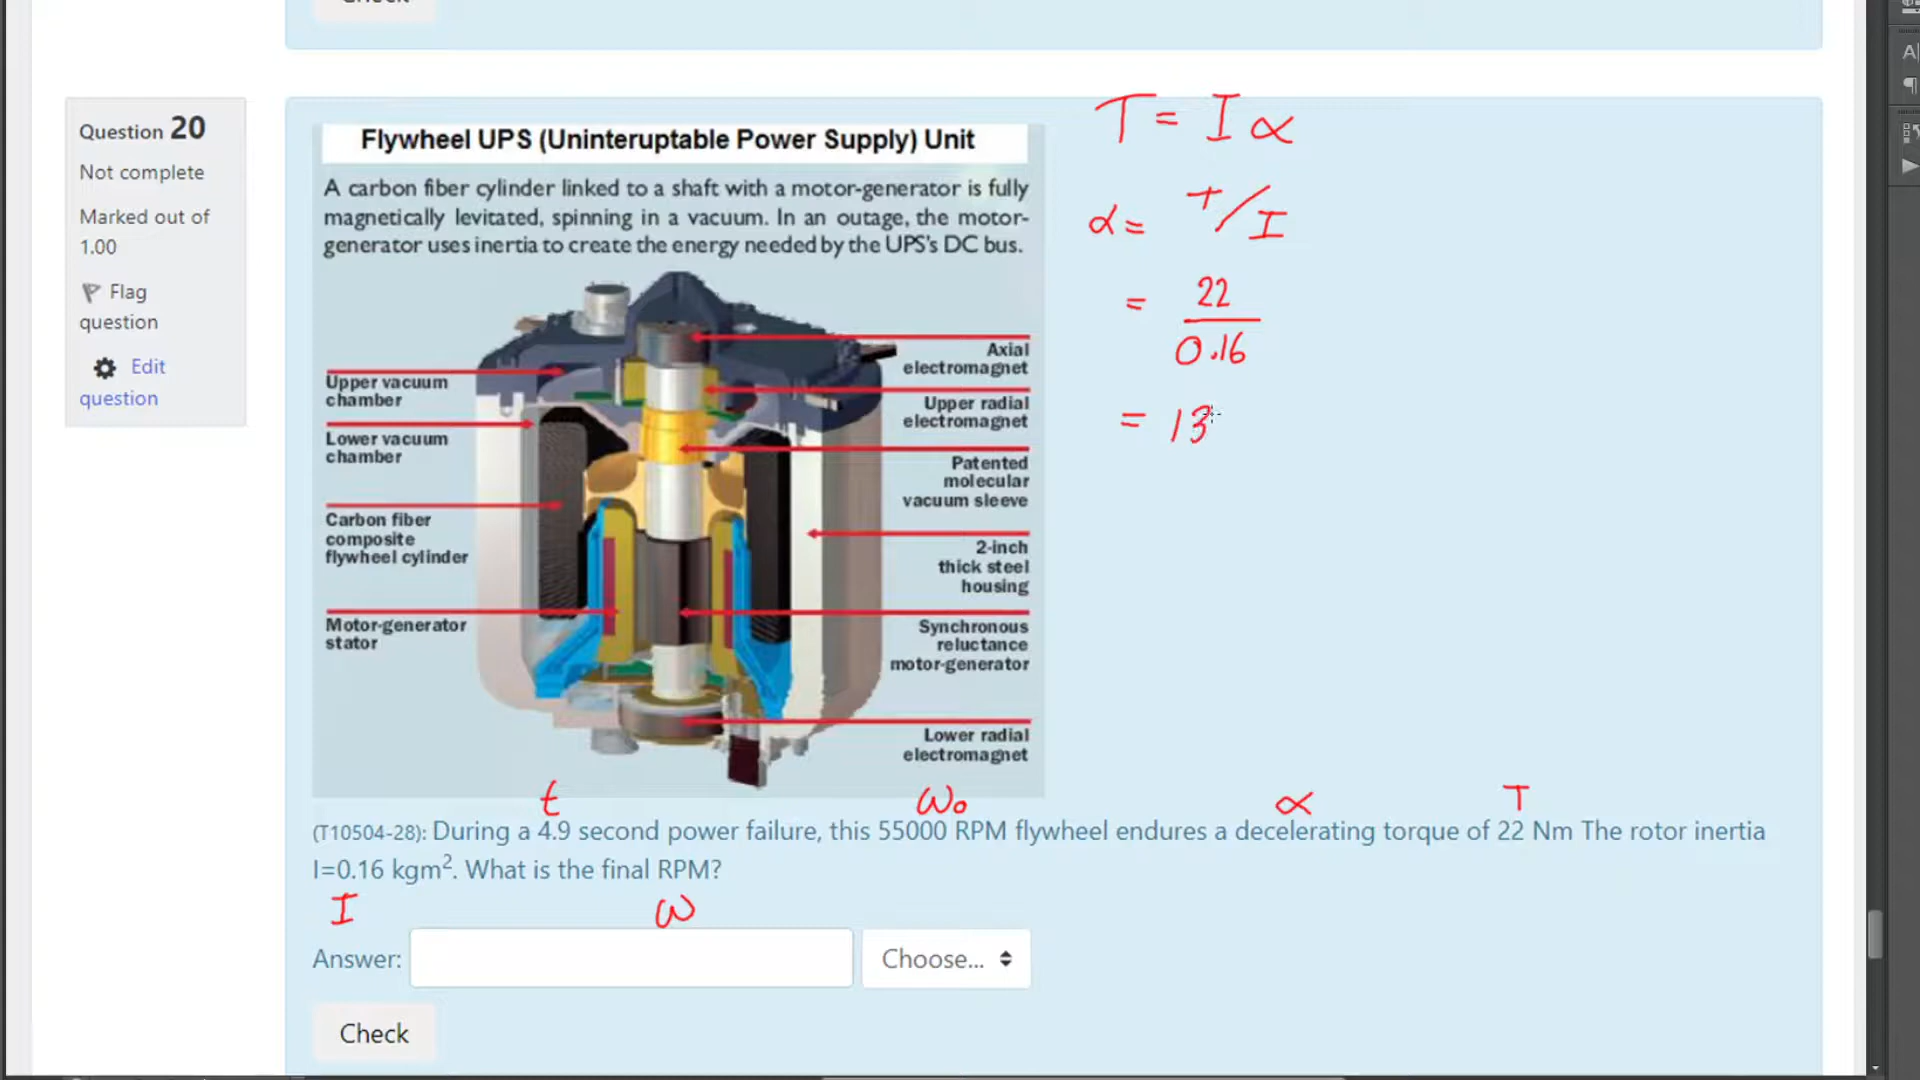 Check
Question 20
Not complete
Marked out of
1.00
Flag
question
Edit
question
Flywheel UPS (Uninteruptable Power Supply) Unit
A carbon fiber cylinder linked to a shaft with a motor-generator is fully
magnetically levitated, spinning in a vacuum. In an outage, the motor-
generator uses inertia to create the energy needed by the UPS's DC bus.
Upper vacuum
chamber
Lower vacuum
chamber
Carbon fiber
composite
flywheel cylinder
Motor-generator
stator
Axial
electromagnet
Upper radial
electromagnet
Patented
molecular
vacuum sleeve
2-inch
thick steel
housing
Synchronous
reluctance
motor-generator
Lower radial
electromagnet
T = I α
α = T/I
= 22
0.16
= 13
t ω₀ α T
(T10504-28): During a 4.9 second power failure, this 55000 RPM flywheel endures a decelerating torque of 22 Nm The rotor inertia
I=0.16 kgm². What is the final RPM?
I ω
Answer: Choose...
Check